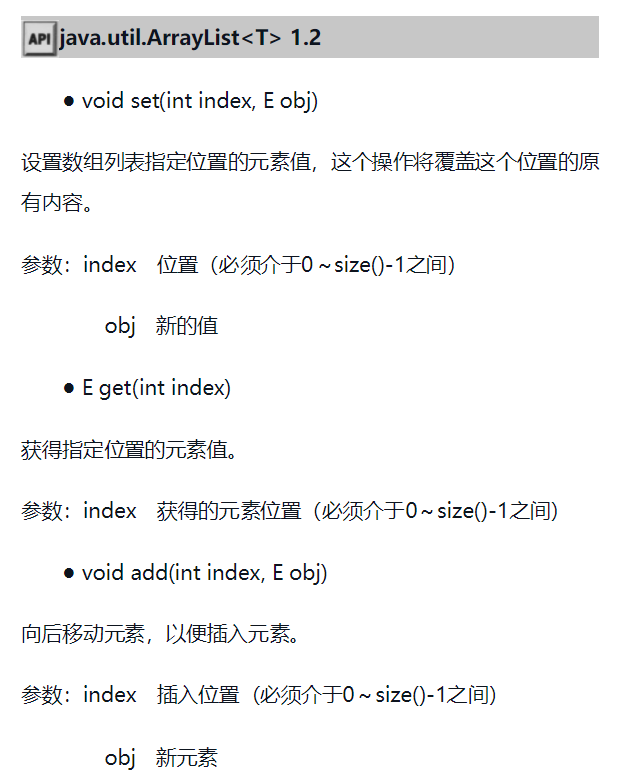 API java.util.ArrayList<T> 1.2
● void set(int index, E obj)
设置数组列表指定位置的元素值，这个操作将覆盖这个位置的原
有内容。
参数：index 位置（必须介于0～size()-1之间）
obj 新的值
● E get(int index)
获得指定位置的元素值。
参数：index 获得的元素位置（必须介于0～size()-1之间）
● void add(int index, E obj)
向后移动元素，以便插入元素。
参数：index 插入位置（必须介于0～size()-1之间）
obj 新元素